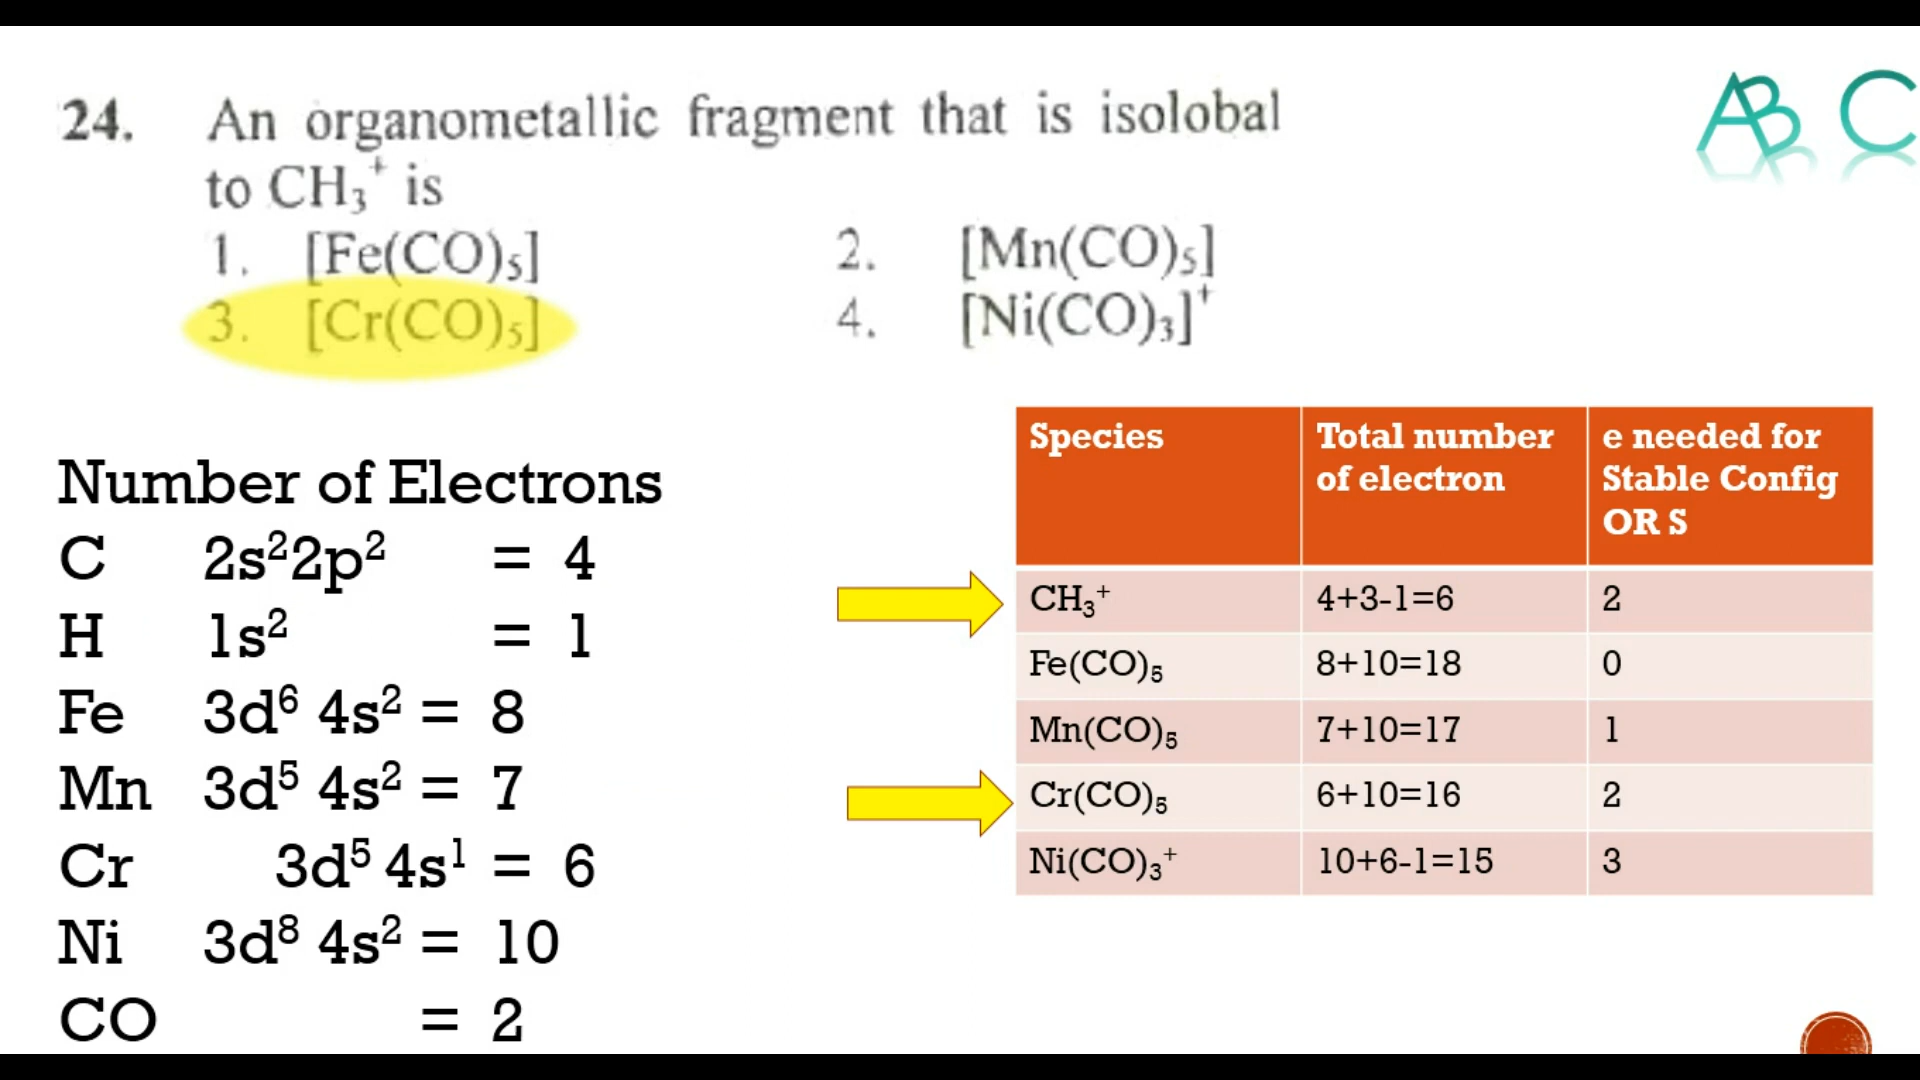 24. An organometallic fragment that is isolobal
to CH₃⁺ is
1. [Fe(CO)₅] 2. [Mn(CO)₅]
3. [Cr(CO)₅] 4. [Ni(CO)₃]⁺
AB C
Number of Electrons
C 2s²2p² = 4
H 1s² = 1
Fe 3d⁶ 4s² = 8
Mn 3d⁵ 4s² = 7
Cr 3d⁵ 4s¹ = 6
Ni 3d⁸ 4s² = 10
CO = 2
Species Total number of electron e needed for Stable Config OR S
CH₃⁺ 4+3-1=6 2
Fe(CO)₅ 8+10=18 0
Mn(CO)₅ 7+10=17 1
Cr(CO)₅ 6+10=16 2
Ni(CO)₃⁺ 10+6-1=15 3